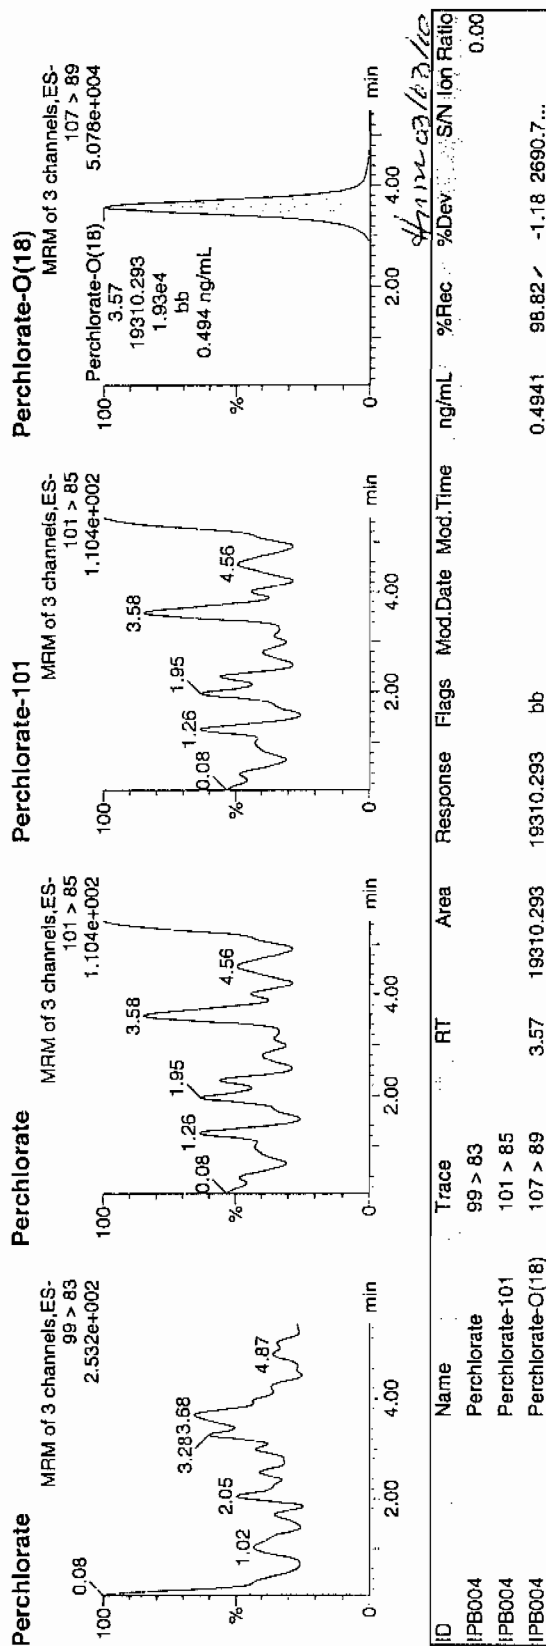 Perchlorate
MRM of 3 channels,ES-
99 > 83
2.532e+002
100
0.08
%
1.02
2.05
3.28
3.68
4.87
0
2.00
4.00
min
Perchlorate
MRM of 3 channels,ES-
101 > 85
1.104e+002
100
0.08
%
1.26
1.95
3.58
4.56
0
2.00
4.00
min
Perchlorate-101
MRM of 3 channels,ES-
101 > 85
1.104e+002
100
0.08
%
1.26
1.95
3.58
4.56
0
2.00
4.00
min
Perchlorate-O(18)
MRM of 3 channels,ES-
107 > 89
5.078e+004
100
Perchlorate-O(18)
3.57
19310.293
1.93e4
bb
0.494 ng/mL
%
0
2.00
4.00
min
03/03/10
ID Name Trace RT Area Response Flags Mod.Date Mod.Time ng/mL %Rec %Dev S/N Ion Ratio
IPB004 Perchlorate 99 > 83 0.00
IPB004 Perchlorate-101 101 > 85
IPB004 Perchlorate-O(18) 107 > 89 3.57 19310.293 19310.293 bb 0.4941 98.82 ✓ -1.18 2690.7...